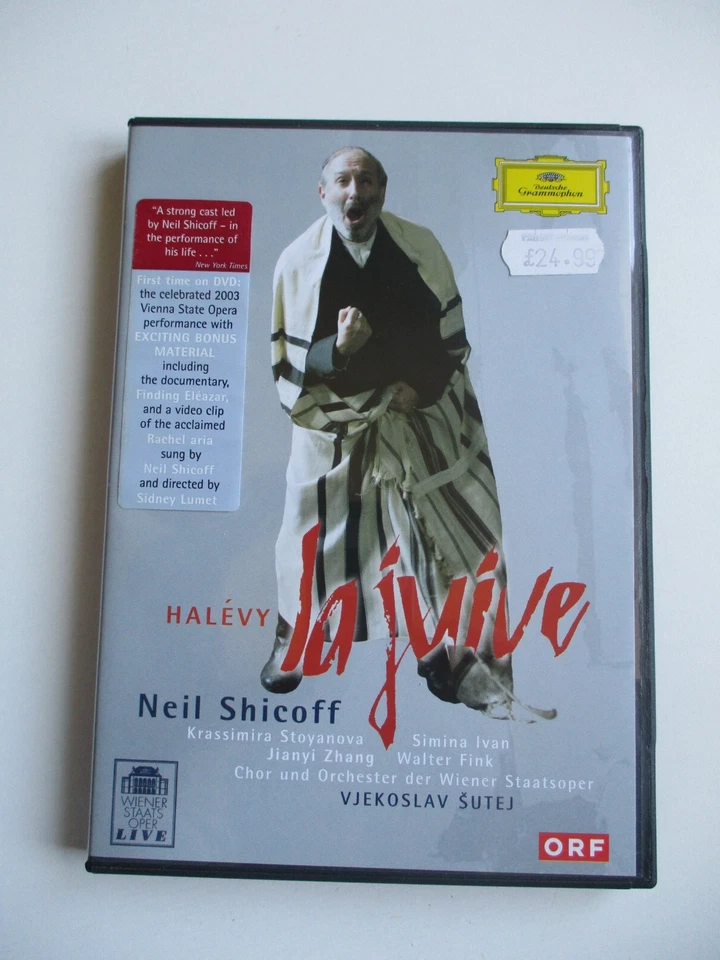 Deutsche
Grammophon
£24.99
"A strong cast led
by Neil Shicoff – in
the performance of
his life . . ."
New York Times
First time on DVD:
the celebrated 2003
Vienna State Opera
performance with
EXCITING BONUS
MATERIAL
including
the documentary,
Finding Eléazar,
and a video clip
of the acclaimed
Rachel aria
sung by
Neil Shicoff
and directed by
Sidney Lumet
HALÉVY la juive
Neil Shicoff
Krassimira Stoyanova Simina Ivan
Jianyi Zhang Walter Fink
Chor und Orchester der Wiener Staatsoper
VJEKOSLAV ŠUTEJ
WIENER
STAATS
OPER
LIVE
ORF